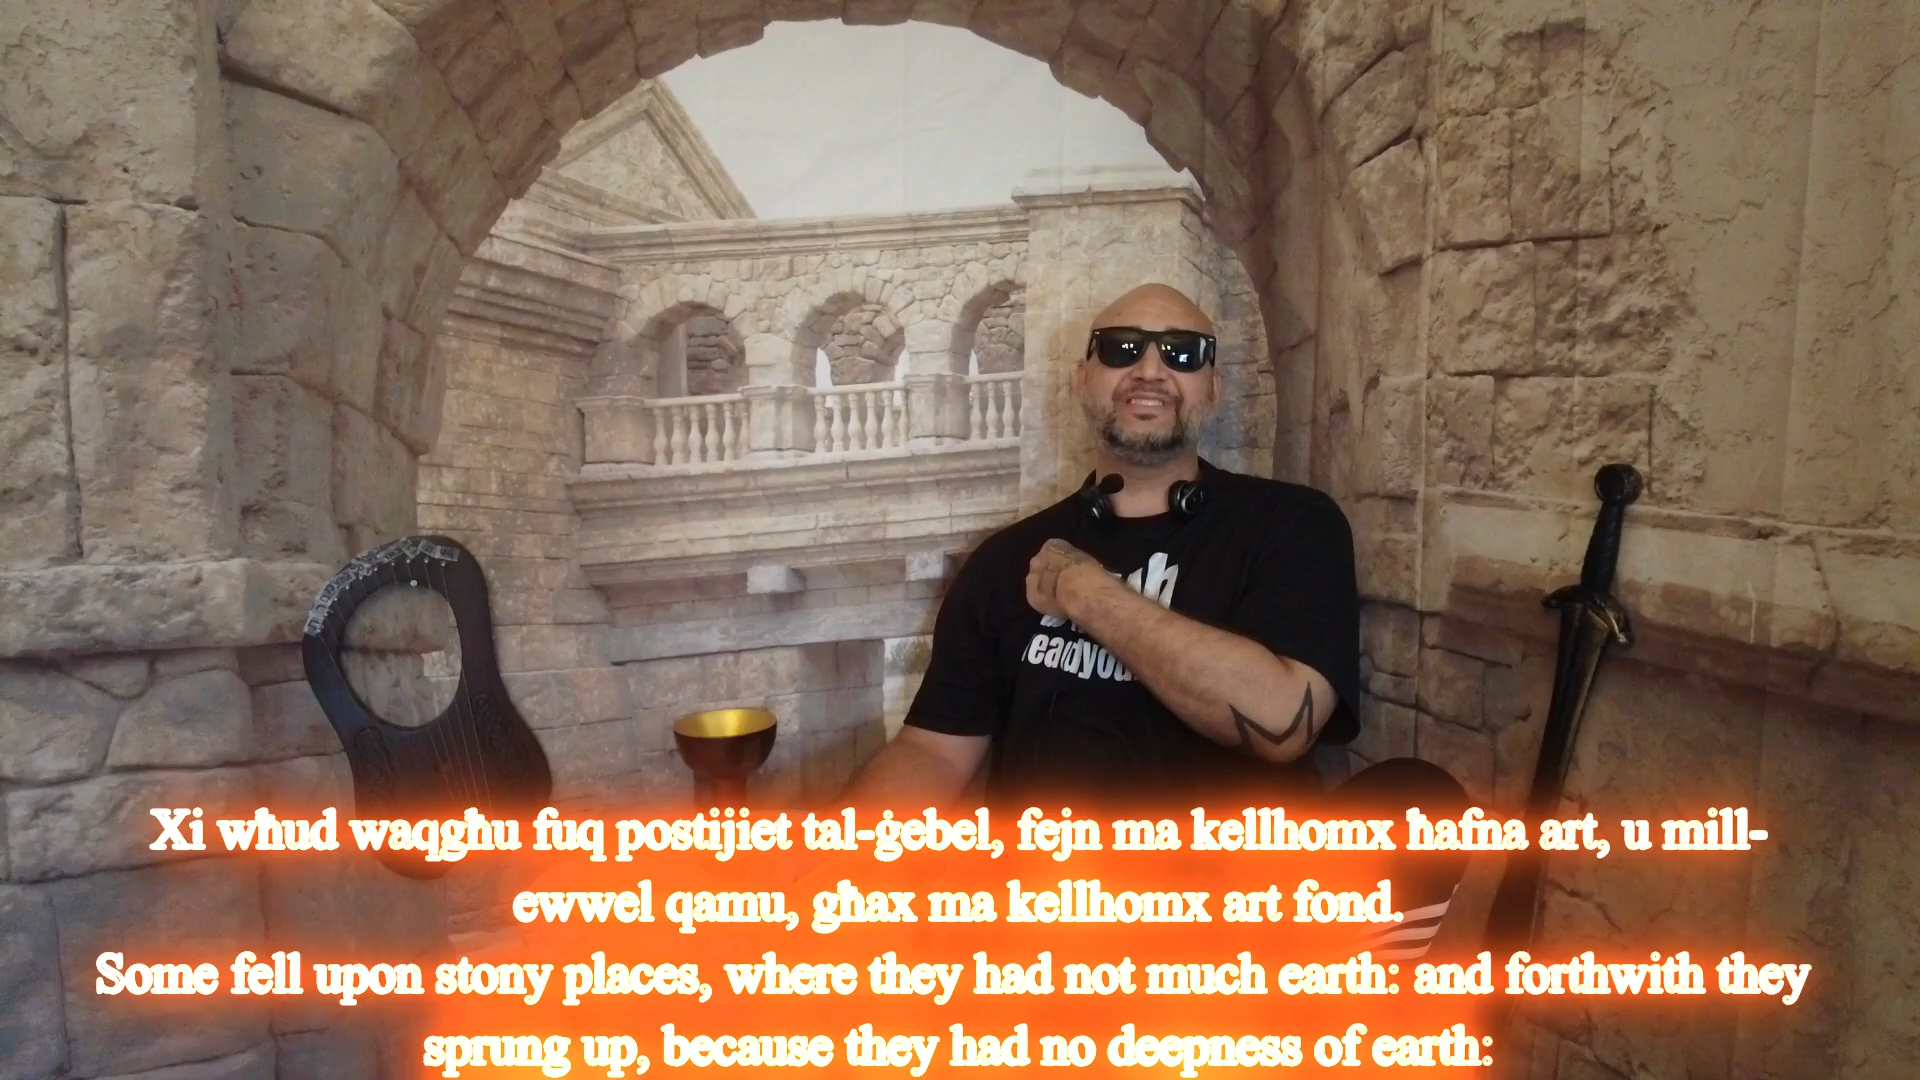 Xi wħud waqgħu fuq postijiet tal-ġebel, fejn ma kellhomx ħafna art, u mill-
ewwel qamu, għax ma kellhomx art fond.
Some fell upon stony places, where they had not much earth: and forthwith they
sprung up, because they had no deepness of earth: